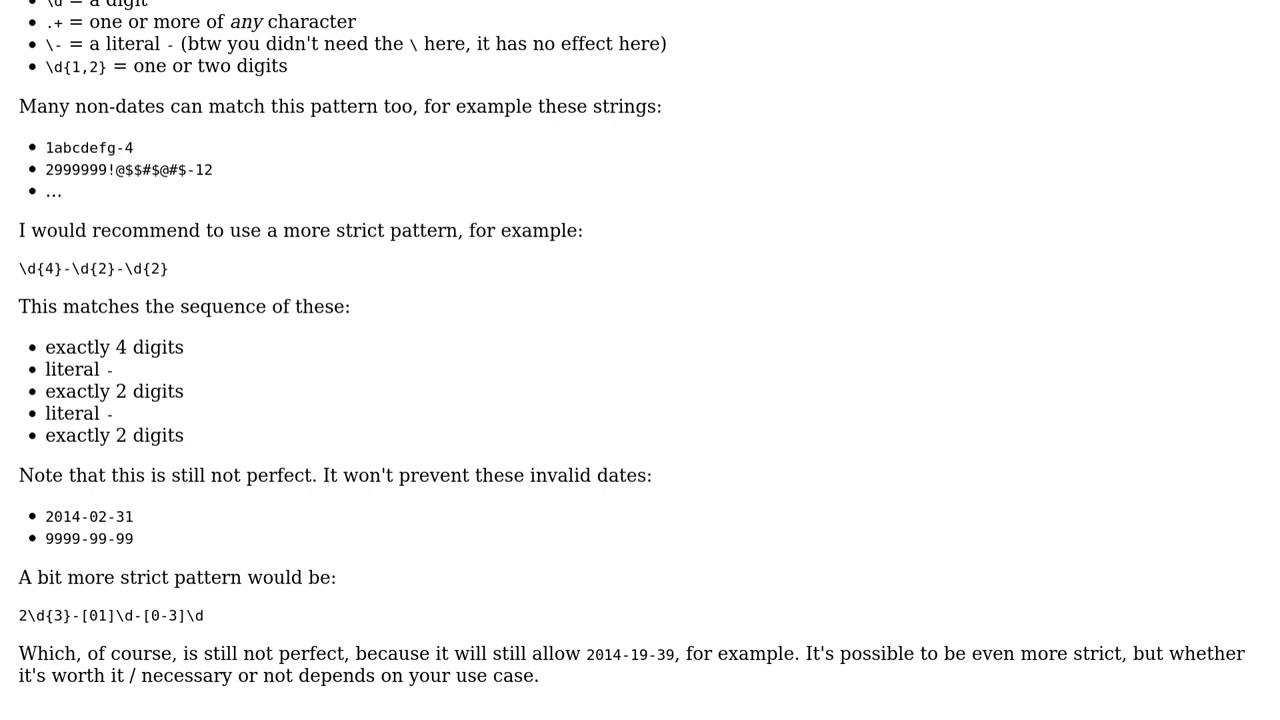 \d = a digit
.+ = one or more of any character
\- = a literal - (btw you didn't need the \ here, it has no effect here)
\d{1,2} = one or two digits
Many non-dates can match this pattern too, for example these strings:
1abcdefg-4
2999999!@$$#$@#$-12
...
I would recommend to use a more strict pattern, for example:
\d{4}-\d{2}-\d{2}
This matches the sequence of these:
exactly 4 digits
literal -
exactly 2 digits
literal -
exactly 2 digits
Note that this is still not perfect. It won't prevent these invalid dates:
2014-02-31
9999-99-99
A bit more strict pattern would be:
2\d{3}-[01]\d-[0-3]\d
Which, of course, is still not perfect, because it will still allow 2014-19-39, for example. It's possible to be even more strict, but whether
it's worth it / necessary or not depends on your use case.